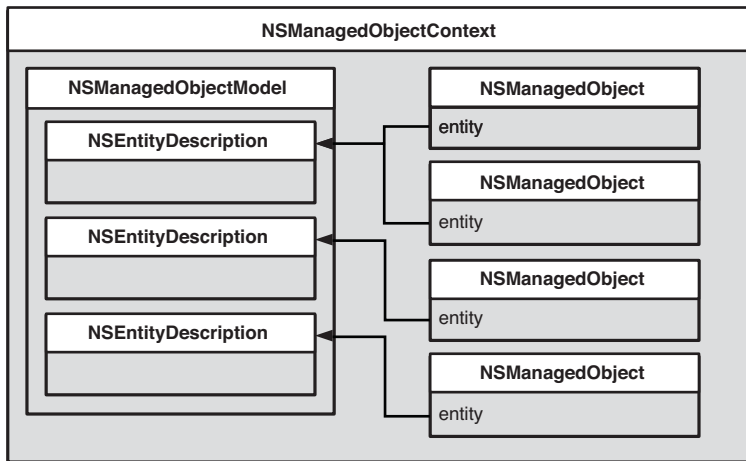 NSManagedObjectContext
NSManagedObjectModel
NSEntityDescription
NSEntityDescription
NSEntityDescription
NSManagedObject
entity
NSManagedObject
entity
NSManagedObject
entity
NSManagedObject
entity